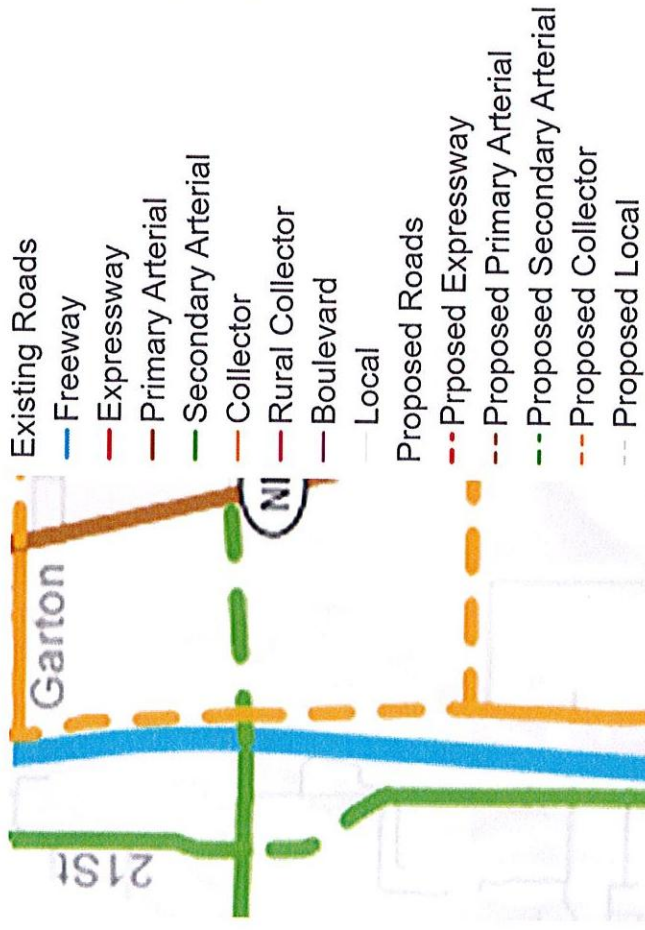 Existing Roads
Freeway
Expressway
Primary Arterial
Secondary Arterial
Collector
Rural Collector
Boulevard
Local
Proposed Roads
Prposed Expressway
Proposed Primary Arterial
Proposed Secondary Arterial
Proposed Collector
Proposed Local
Garton
21St
NI